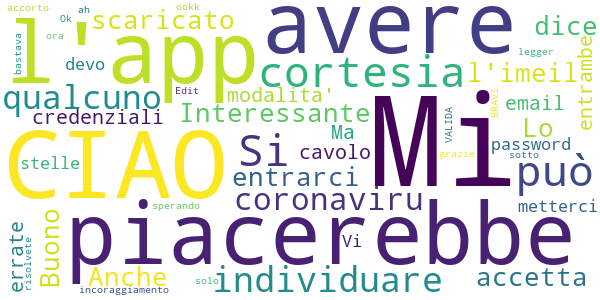 accorto
ah
ookk
bastava
Ok
ora
scaricato
l'app
avere
dice
devo
cortesia
legger
l'imeil
entrambe
qualcuno
Edit
modalita'
credenziali
Interessante
email
VALIDA
BRAVI
Lo
CIAO
Mi
Ma
password
stelle
Si
cavolo
grazie
sotto
può
entrarci
coronaviru
metterci
errate
risolvete
Buono
piacerebbe
sperando
Vi
Anche
individuare
accetta
solo
incoraggiamento